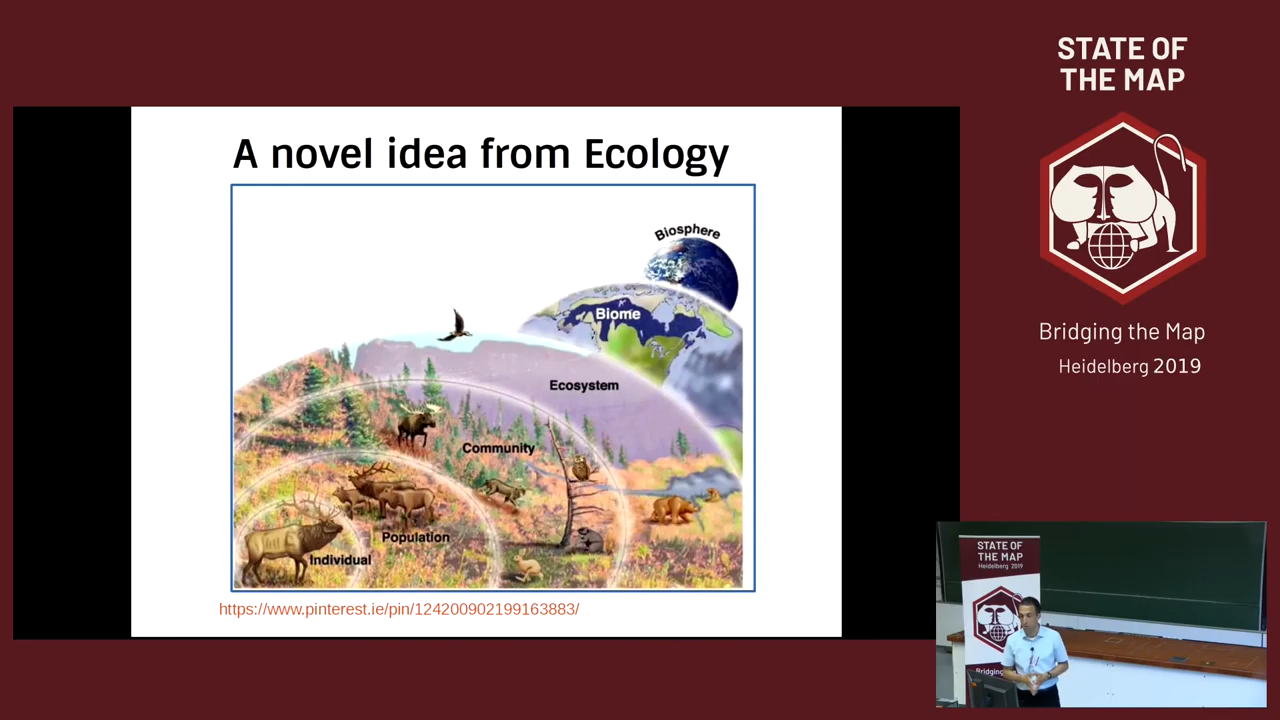 A novel idea from Ecology
Biosphere
Biome
Ecosystem
Community
Population
Individual
https://www.pinterest.ie/pin/124200902199163883/
STATE OF
THE MAP
Bridging the Map
Heidelberg 2019
STATE OF
THE MAP
Heidelberg 2019